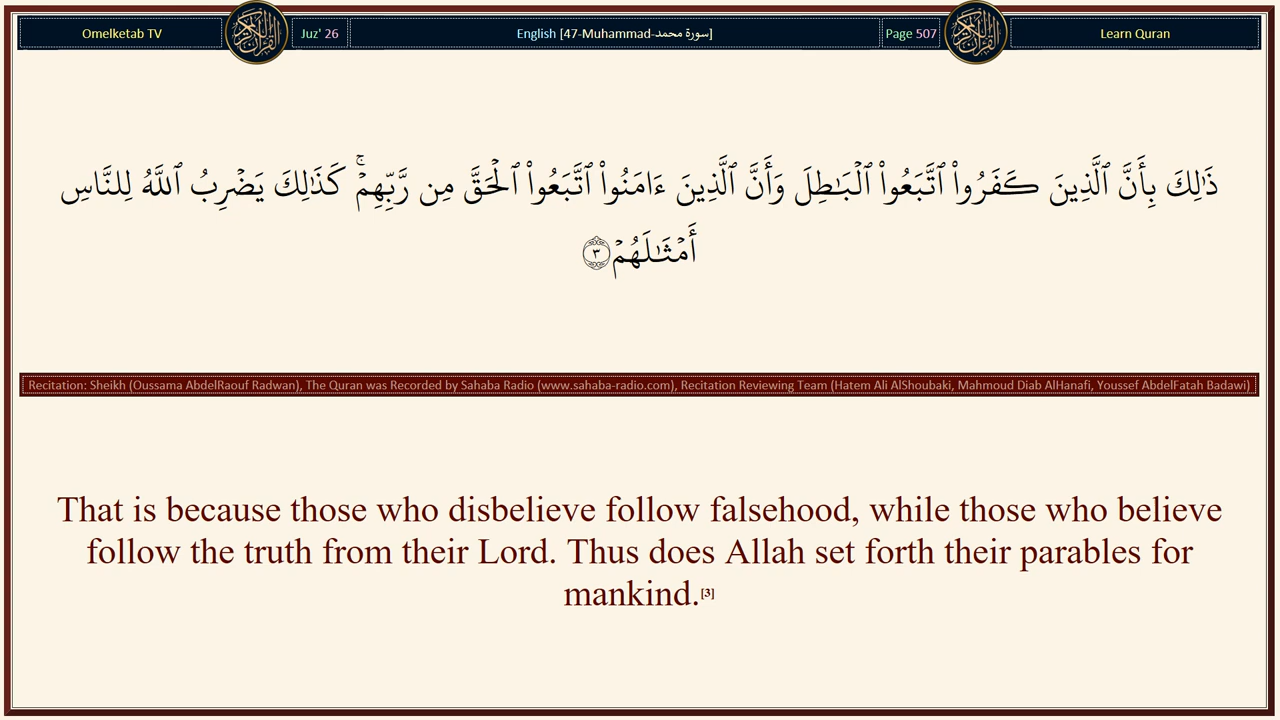 Omelketab TV
Juz' 26
English [47-Muhammad-سورة محمد]
Page 507
Learn Quran
ذَٰلِكَ بِأَنَّ ٱلَّذِينَ كَفَرُوا۟ ٱتَّبَعُوا۟ ٱلْبَـٰطِلَ وَأَنَّ ٱلَّذِينَ ءَامَنُوا۟ ٱتَّبَعُوا۟ ٱلْحَقَّ مِن رَّبِّهِمْ ۚ كَذَٰلِكَ يَضْرِبُ ٱللَّهُ لِلنَّاسِ
أَمْثَـٰلَهُمْ ٣
Recitation: Sheikh (Oussama AbdelRaouf Radwan), The Quran was Recorded by Sahaba Radio (www.sahaba-radio.com), Recitation Reviewing Team (Hatem Ali AlShoubaki, Mahmoud Diab AlHanafi, Youssef AbdelFatah Badawi)
That is because those who disbelieve follow falsehood, while those who believe
follow the truth from their Lord. Thus does Allah set forth their parables for
mankind.[3]